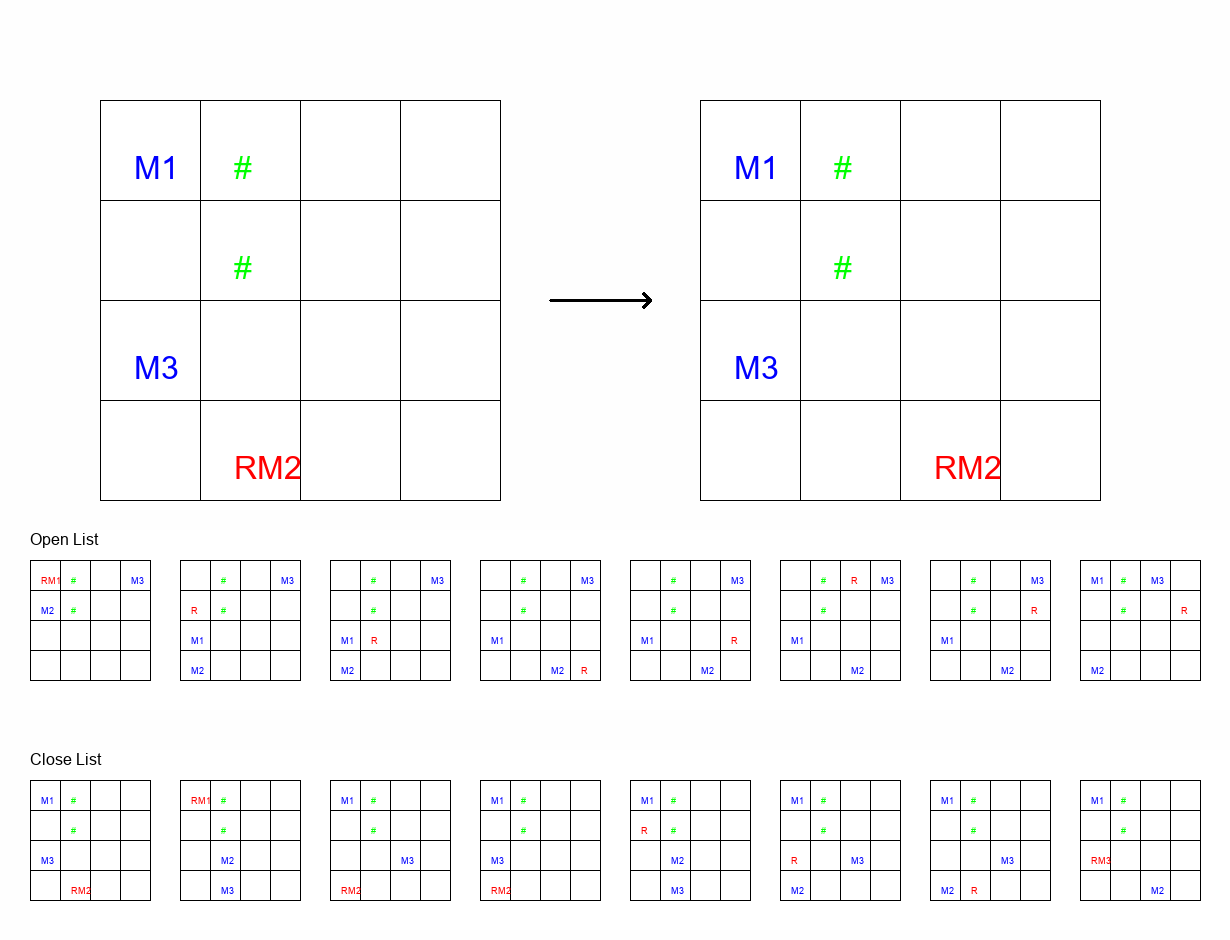 M1 # M1 #
# #
M3 M3
RM2 RM2
Open List
RM1 # M3 # M3 # M3 # M3 # M3 # R M3 # M3 M1 # M3
M2 # R # # # # # # R # R
M1 M1 R M1 M1 R M1 M1
M2 M2 M2 R M2 M2 M2 M2
Close List
M1 # RM1 # M1 # M1 # M1 # M1 # M1 # M1 #
# # # # R # # # #
M3 M2 M3 M3 M2 R M3 M3 RM3
RM2 M3 RM2 RM2 M3 M2 M2 R M2